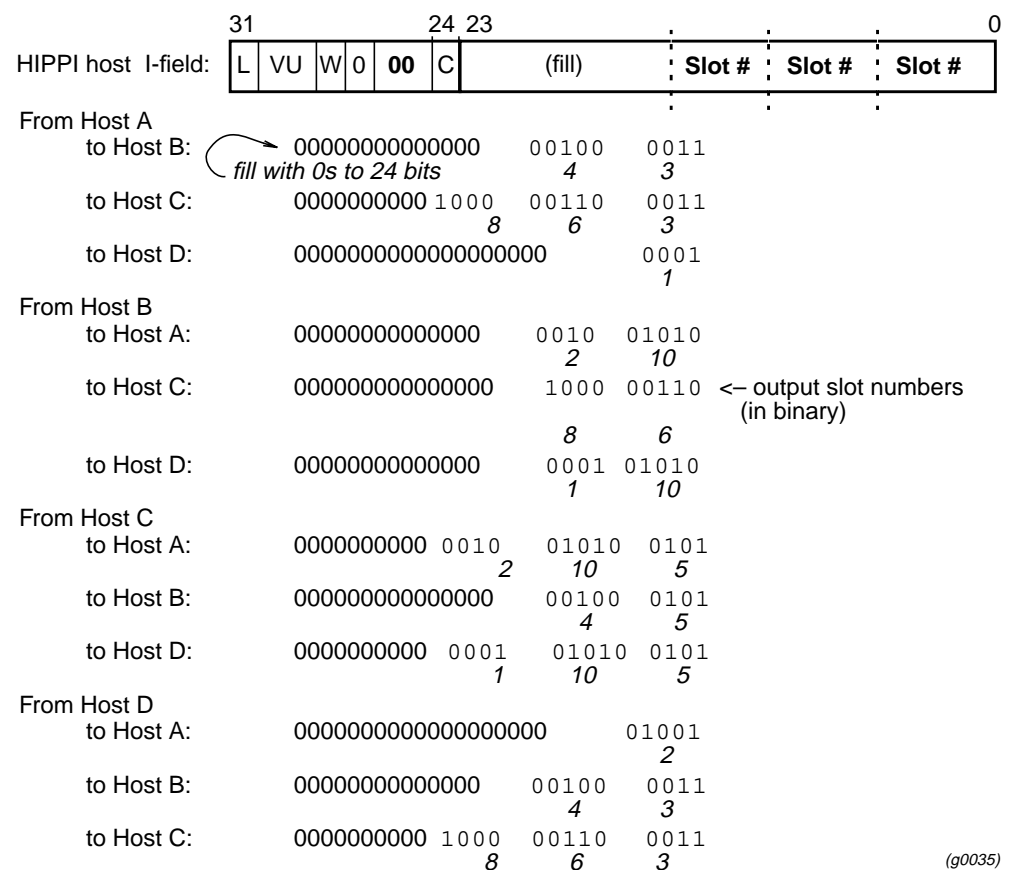 31 24 23 0
HIPPI host I-field: L VU W 0 00 C (fill) Slot # Slot # Slot #
From Host A
to Host B: 00000000000000 00100 0011
fill with 0s to 24 bits 4 3
to Host C: 0000000000 1000 00110 0011
8 6 3
to Host D: 0000000000000000000 0001
1
From Host B
to Host A: 00000000000000 0010 01010
2 10
to Host C: 000000000000000 1000 00110 <– output slot numbers
(in binary)
8 6
to Host D: 00000000000000 0001 01010
1 10
From Host C
to Host A: 0000000000 0010 01010 0101
2 10 5
to Host B: 000000000000000 00100 0101
4 5
to Host D: 0000000000 0001 01010 0101
1 10 5
From Host D
to Host A: 0000000000000000000 01001
2
to Host B: 00000000000000 00100 0011
4 3
to Host C: 0000000000 1000 00110 0011
8 6 3
(g0035)